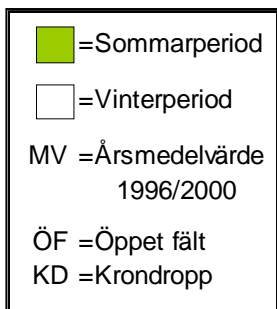 =Sommarperiod
=Vinterperiod
MV =Årsmedelvärde
1996/2000
ÖF =Öppet fält
KD =Krondropp